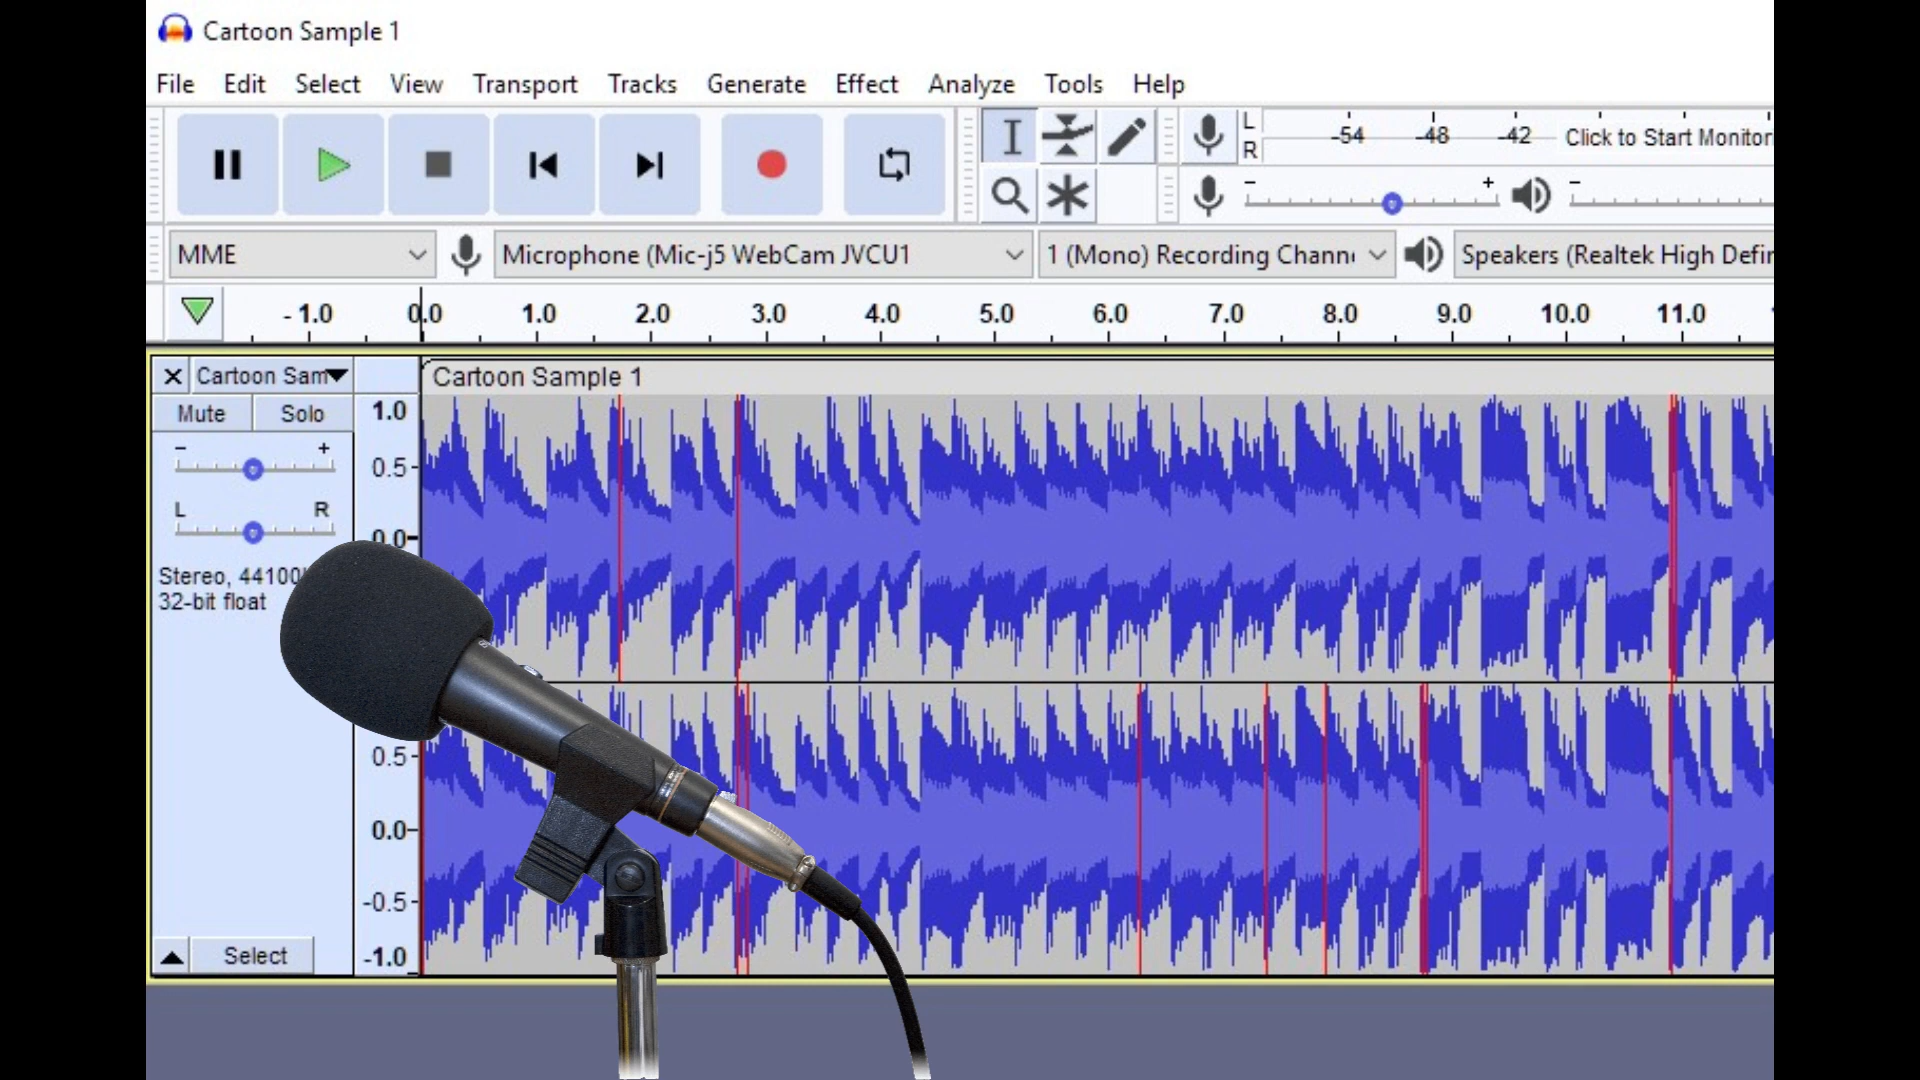 Cartoon Sample 1
File Edit Select View Transport Tracks Generate Effect Analyze Tools Help
L
R
-54 -48 -42 Click to Start Monitor
- + -
MME Microphone (Mic-j5 WebCam JVCU1 1 (Mono) Recording Chann Speakers (Realtek High Defin
- 1.0 0.0 1.0 2.0 3.0 4.0 5.0 6.0 7.0 8.0 9.0 10.0 11.0
Cartoon Sam Cartoon Sample 1
Mute Solo
- +
L R
Stereo, 44100
32-bit float
Select
1.0
0.5
0.0
0.5
0.0
-0.5
-1.0